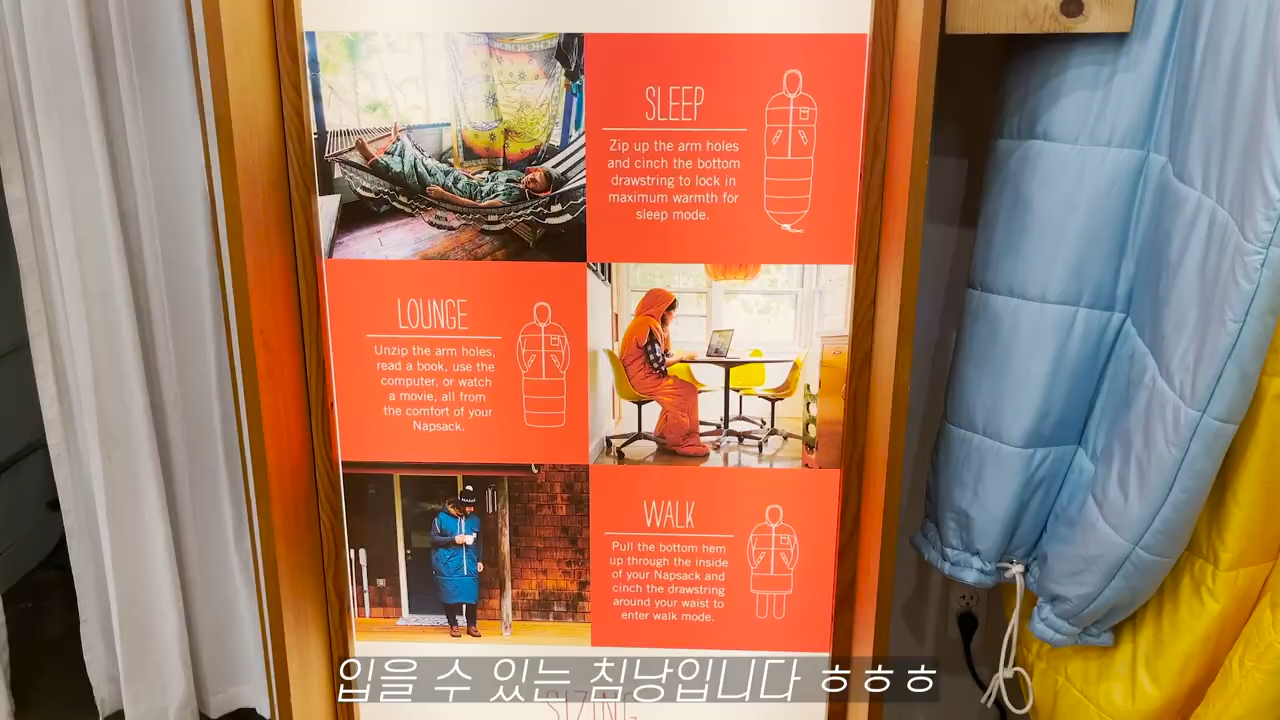 SLEEP
Zip up the arm holes
and cinch the bottom
drawstring to lock in
maximum warmth for
sleep mode.
LOUNGE
Unzip the arm holes,
read a book, use the
computer, or watch
a movie, all from
the comfort of your
Napsack.
WALK
Pull the bottom hem
up through the inside
of your Napsack and
cinch the drawstring
around your waist to
enter walk mode.
입을 수 있는 침낭입니다 ㅎㅎㅎ
SIZING